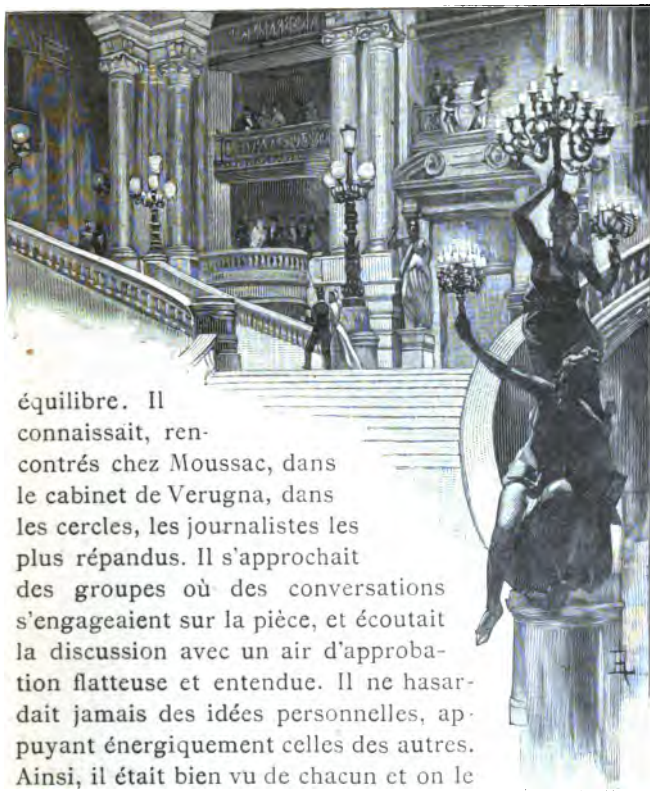 équilibre. Il
connaissait, ren-
contrés chez Moussac, dans
le cabinet de Verugna, dans
les cercles, les journalistes les
plus répandus. Il s'approchait
des groupes où des conversations
s'engageaient sur la pièce, et écoutait
la discussion avec un air d'approba-
tion flatteuse et entendue. Il ne hasar-
dait jamais des idées personnelles, ap-
puyant énergiquement celles des autres.
Ainsi, il était bien vu de chacun et on le